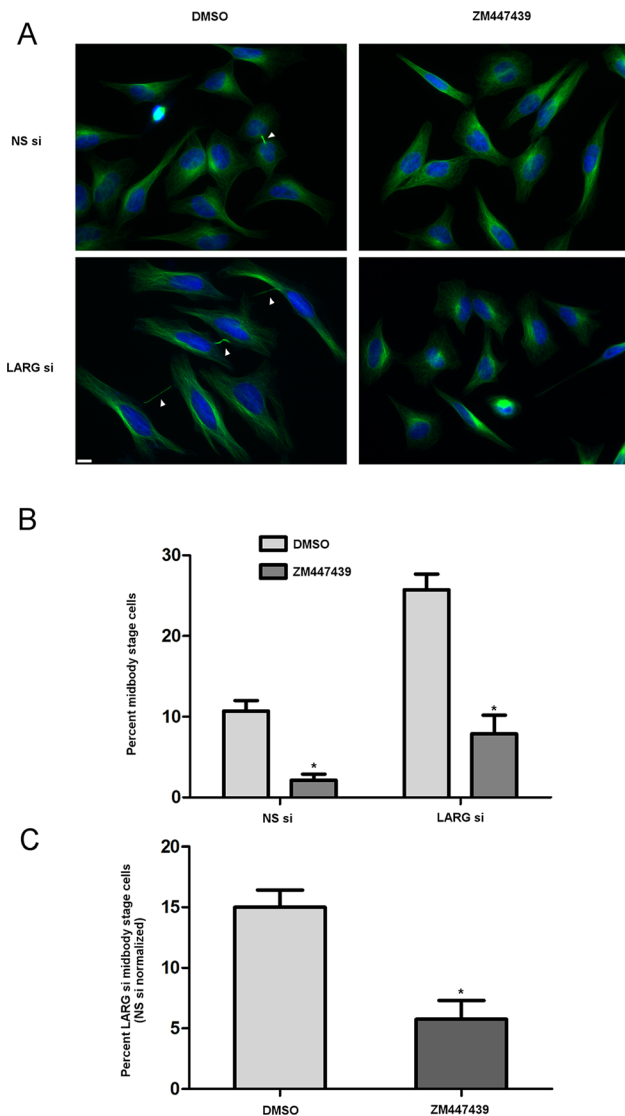 DMSO
ZM447439
A
NS si
LARG si
B
DMSO
ZM447439
Percent midbody stage cells
30
20
10
0
*
*
NS si
LARG si
C
Percent LARG si midbody stage cells
(NS si normalized)
20
15
10
5
0
*
DMSO
ZM447439